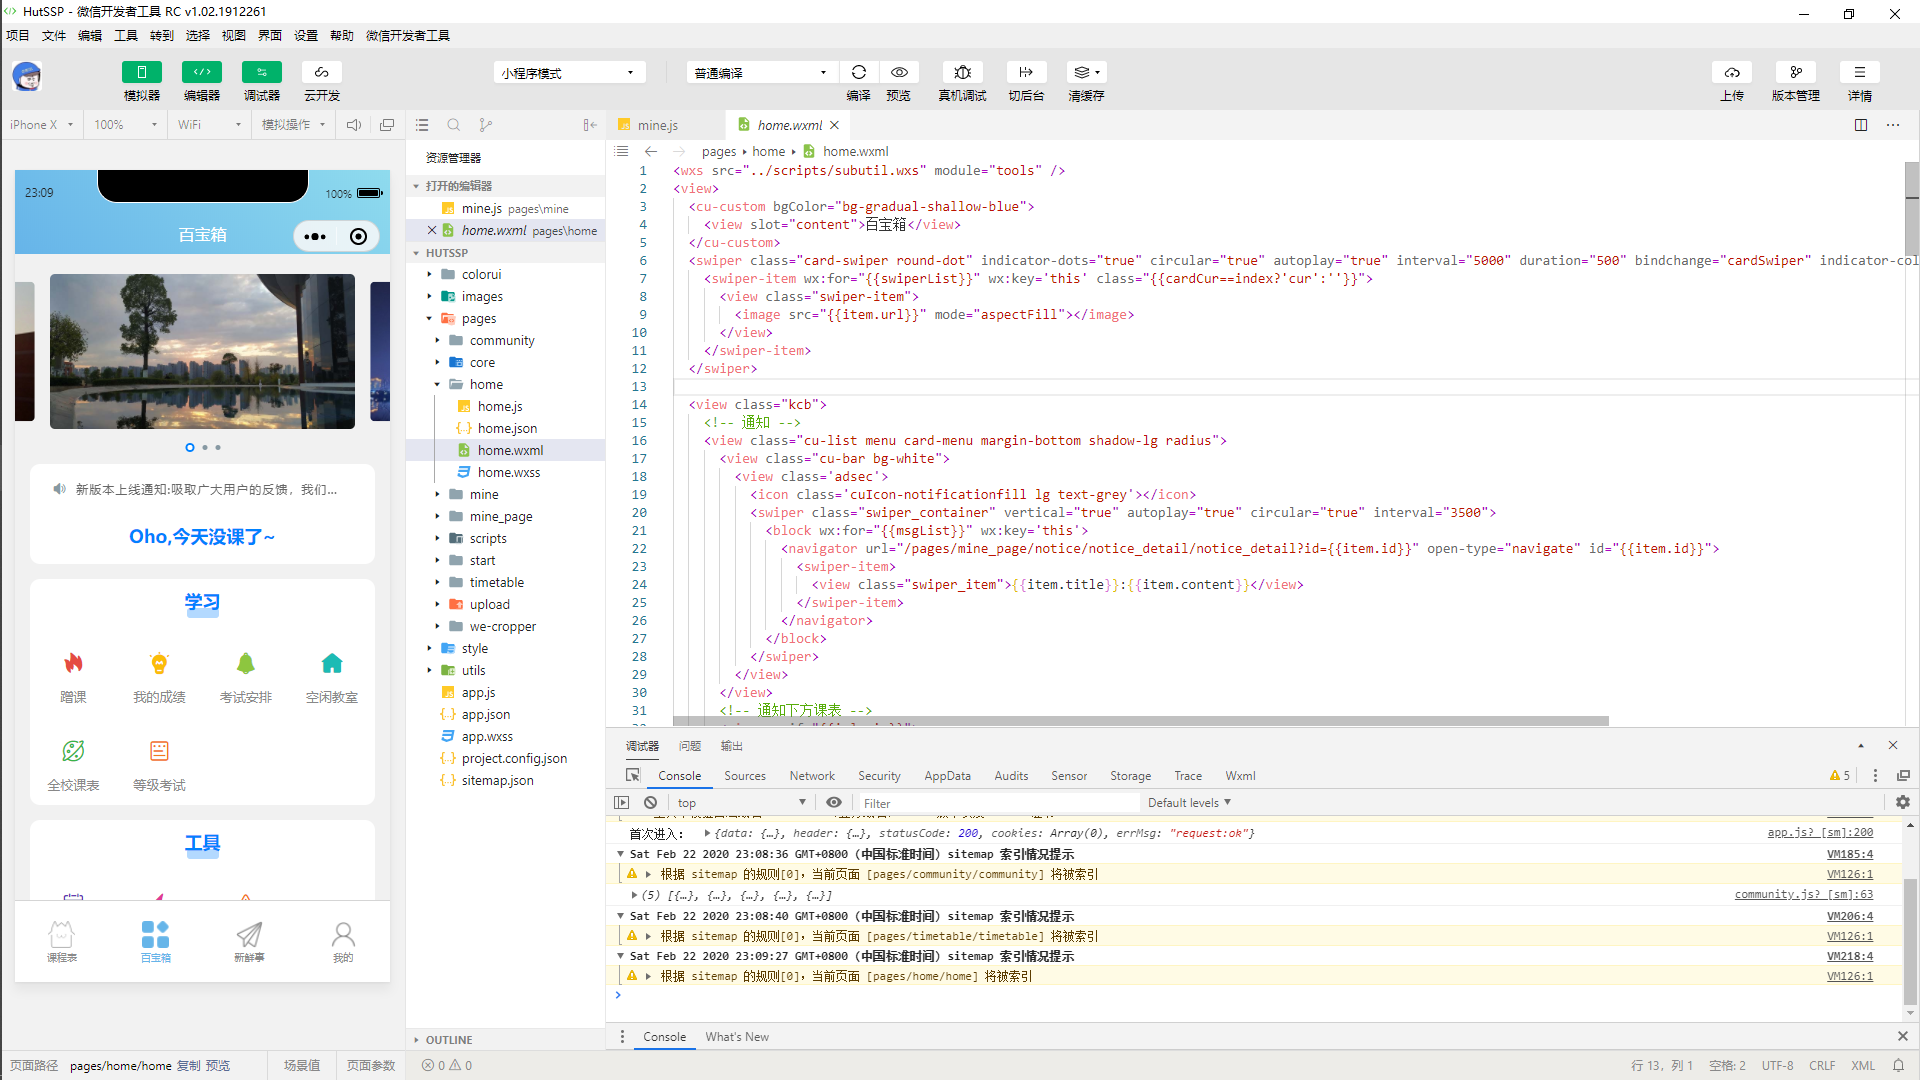 HutSSP - 微信开发者工具 RC v1.02.1912261
项目 文件 编辑 工具 转到 选择 视图 界面 设置 帮助 微信开发者工具
小程序模式 普通编译
模拟器 编辑器 调试器 云开发 编译 预览 真机调试 切后台 清缓存 上传 版本管理 详情
iPhone X 100% WiFi 模拟操作
23:09 100%
百宝箱
新版本上线通知:吸取广大用户的反馈，我们...
Oho,今天没课了~
学习
蹭课 我的成绩 考试安排 空闲教室
全校课表 等级考试
工具
课程表 百宝箱 新鲜事 我的
页面路径 pages/home/home 复制 预览 场景值 页面参数
资源管理器
打开的编辑器
mine.js pages\mine
home.wxml pages\home
HUTSSP
colorui
images
pages
community
core
home
home.js
home.json
home.wxml
home.wxss
mine
mine_page
scripts
start
timetable
upload
we-cropper
style
utils
app.js
app.json
app.wxss
project.config.json
sitemap.json
OUTLINE
mine.js home.wxml
pages home home.wxml
1 <wxs src="../scripts/subutil.wxs" module="tools" />
2 <view>
3 <cu-custom bgColor="bg-gradual-shallow-blue">
4 <view slot="content">百宝箱</view>
5 </cu-custom>
6 <swiper class="card-swiper round-dot" indicator-dots="true" circular="true" autoplay="true" interval="5000" duration="500" bindchange="cardSwiper" indicator-col
7 <swiper-item wx:for="{{swiperList}}" wx:key='this' class="{{cardCur==index?'cur':''}}">
8 <view class="swiper-item">
9 <image src="{{item.url}}" mode="aspectFill"></image>
10 </view>
11 </swiper-item>
12 </swiper>
13
14 <view class="kcb">
15 <!-- 通知 -->
16 <view class="cu-list menu card-menu margin-bottom shadow-lg radius">
17 <view class="cu-bar bg-white">
18 <view class='adsec'>
19 <icon class='cuIcon-notificationfill lg text-grey'></icon>
20 <swiper class="swiper_container" vertical="true" autoplay="true" circular="true" interval="3500">
21 <block wx:for="{{msgList}}" wx:key='this'>
22 <navigator url="/pages/mine_page/notice/notice_detail/notice_detail?id={{item.id}}" open-type="navigate" id="{{item.id}}">
23 <swiper-item>
24 <view class="swiper_item">{{item.title}}:{{item.content}}</view>
25 </swiper-item>
26 </navigator>
27 </block>
28 </swiper>
29 </view>
30 </view>
31 <!-- 通知下方课表 -->
调试器 问题 输出
Console Sources Network Security AppData Audits Sensor Storage Trace Wxml 5
top Filter Default levels
首次进入： {data: {…}, header: {…}, statusCode: 200, cookies: Array(0), errMsg: "request:ok"} app.js? [sm]:200
Sat Feb 22 2020 23:08:36 GMT+0800 (中国标准时间) sitemap 索引情况提示 VM185:4
根据 sitemap 的规则[0]，当前页面 [pages/community/community] 将被索引 VM126:1
(5) [{…}, {…}, {…}, {…}, {…}] community.js? [sm]:63
Sat Feb 22 2020 23:08:40 GMT+0800 (中国标准时间) sitemap 索引情况提示 VM206:4
根据 sitemap 的规则[0]，当前页面 [pages/timetable/timetable] 将被索引 VM126:1
Sat Feb 22 2020 23:09:27 GMT+0800 (中国标准时间) sitemap 索引情况提示 VM218:4
根据 sitemap 的规则[0]，当前页面 [pages/home/home] 将被索引 VM126:1
Console What's New
0 0 行 13，列 1 空格: 2 UTF-8 CRLF XML